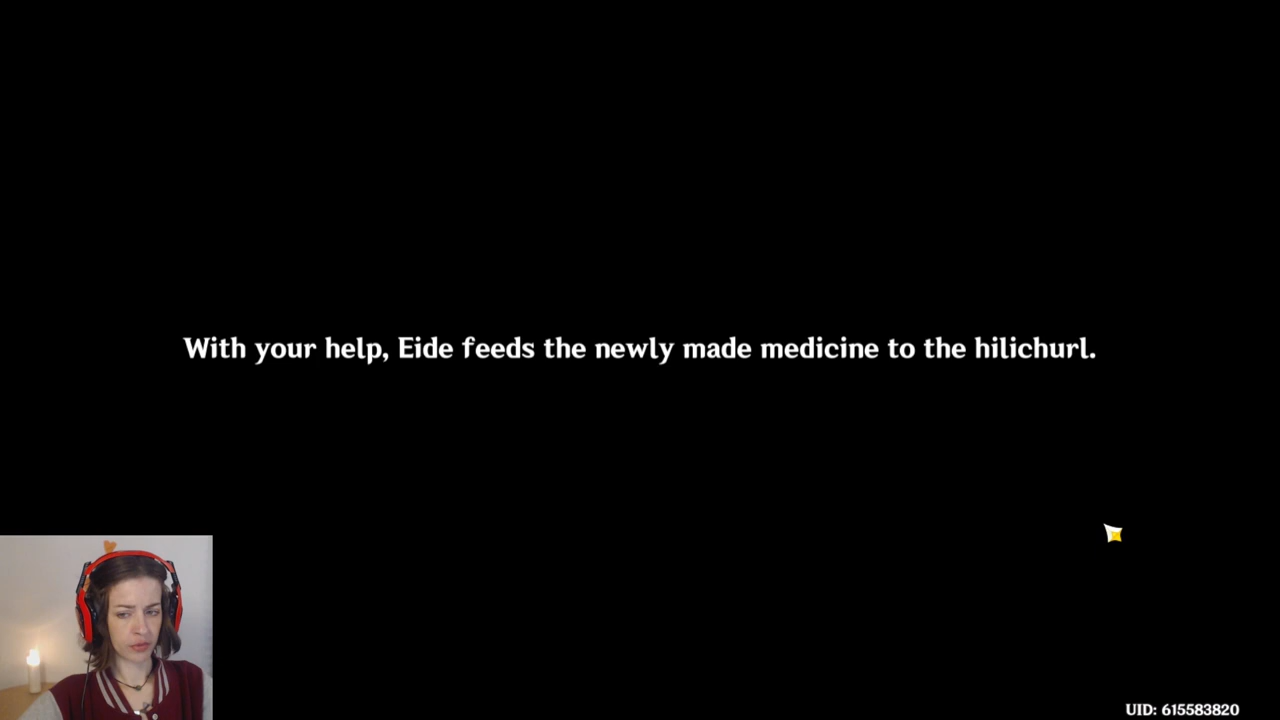 With your help, Eide feeds the newly made medicine to the hilichurl.
UID: 615583820